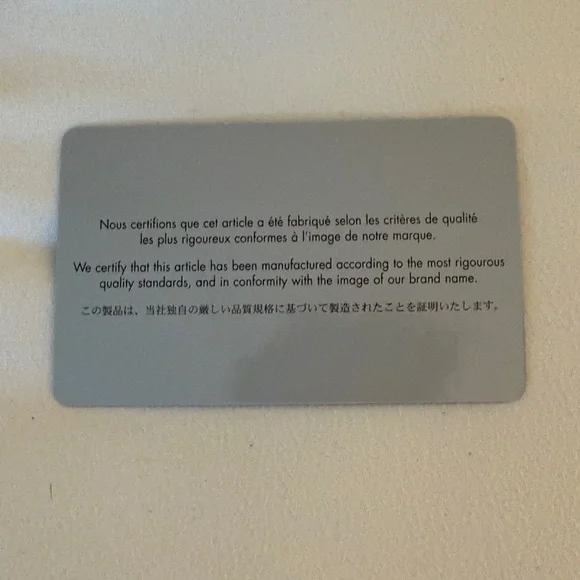 Nous certifions que cet article a été fabriqué selon les critères de qualité
les plus rigoureux conformes à l'image de notre marque.
We certify that this article has been manufactured according to the most rigourous
quality standards, and in conformity with the image of our brand name.
この製品は、当社独自の厳しい品質規格に基づいて製造されたことを証明いたします。